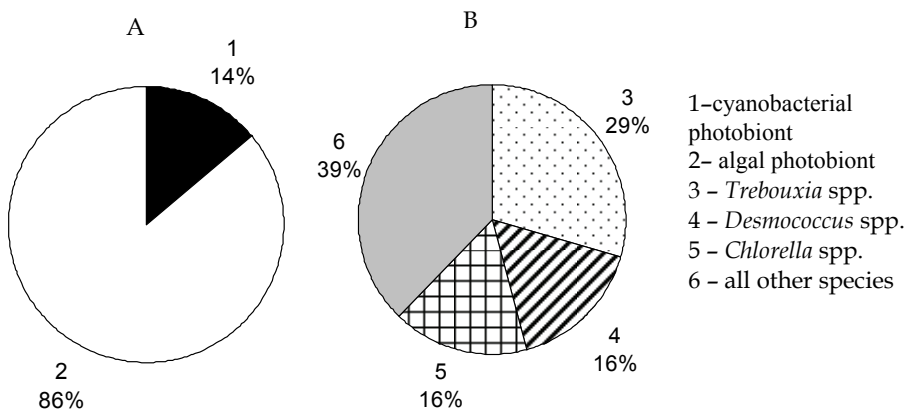 A
1
14%
2
86%
B
3
29%
6
39%
4
16%
5
16%
1–cyanobacterial
photobiont
2– algal photobiont
3 – Trebouxia spp.
4 – Desmococcus spp.
5 – Chlorella spp.
6 – all other species